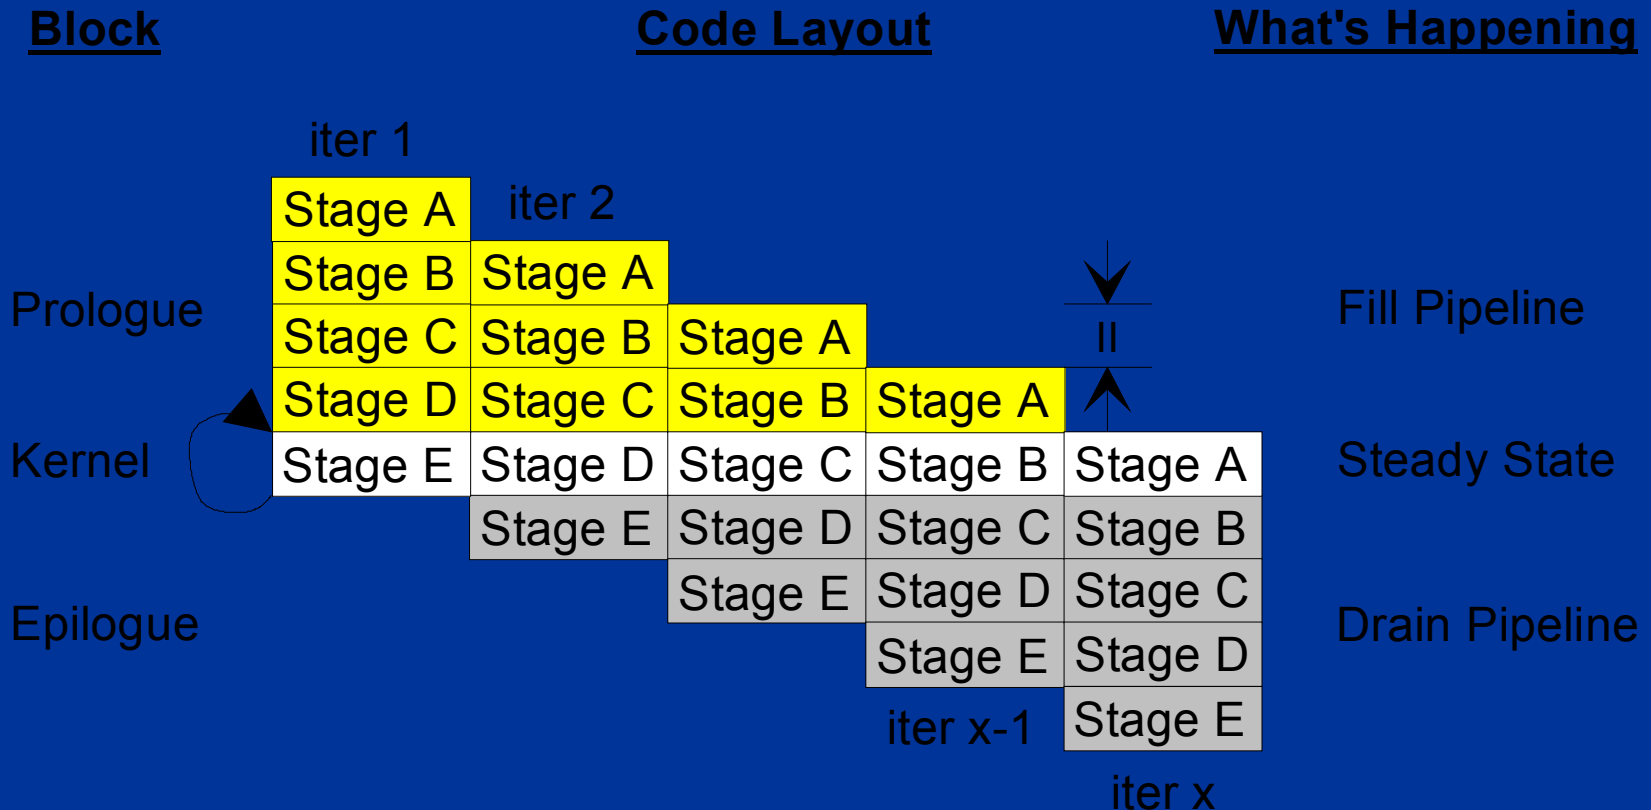 Block Code Layout What's Happening
iter 1
Stage A iter 2
Stage B Stage A
Prologue Fill Pipeline
Stage C Stage B Stage A II
Stage D Stage C Stage B Stage A
Kernel Stage E Stage D Stage C Stage B Stage A Steady State
Stage E Stage D Stage C Stage B
Stage E Stage D Stage C
Epilogue Drain Pipeline
Stage E Stage D
iter x-1 Stage E
iter x